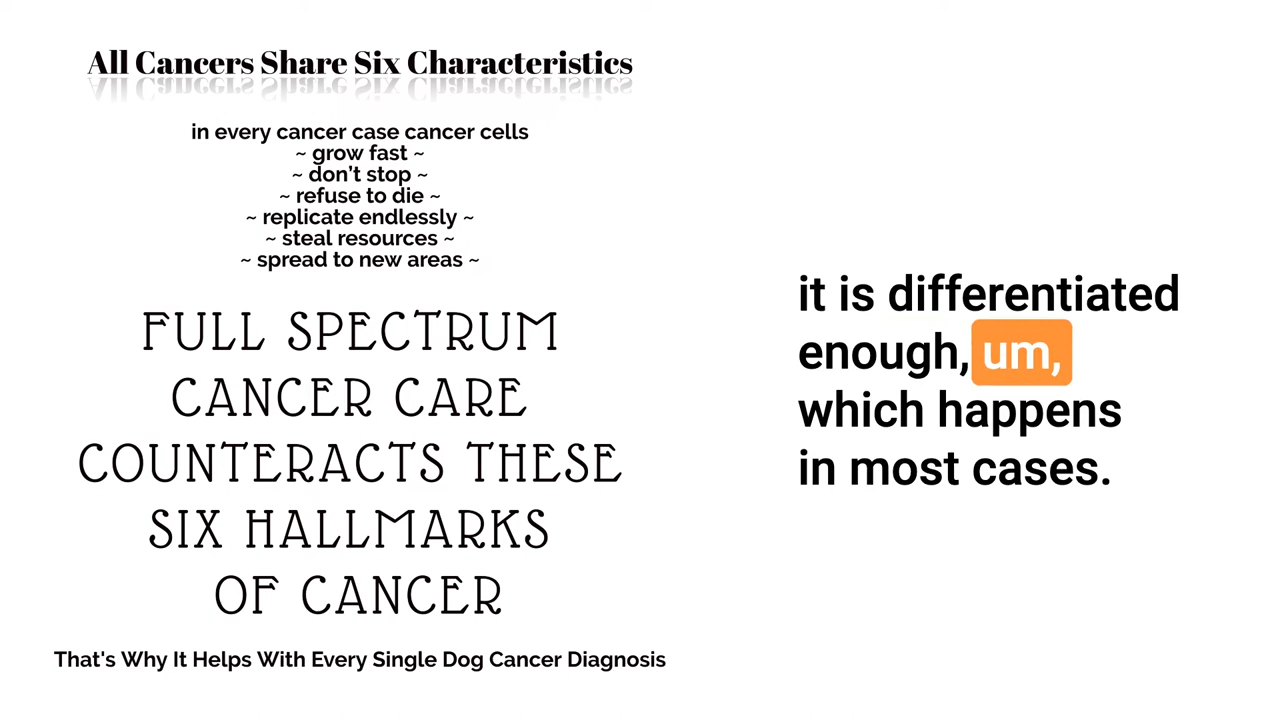 All Cancers Share Six Characteristics
in every cancer case cancer cells
~ grow fast ~
~ don't stop ~
~ refuse to die ~
~ replicate endlessly ~
~ steal resources ~
~ spread to new areas ~
FULL SPECTRUM
CANCER CARE
COUNTERACTS THESE
SIX HALLMARKS
OF CANCER
That's Why It Helps With Every Single Dog Cancer Diagnosis
it is differentiated
enough, um,
which happens
in most cases.